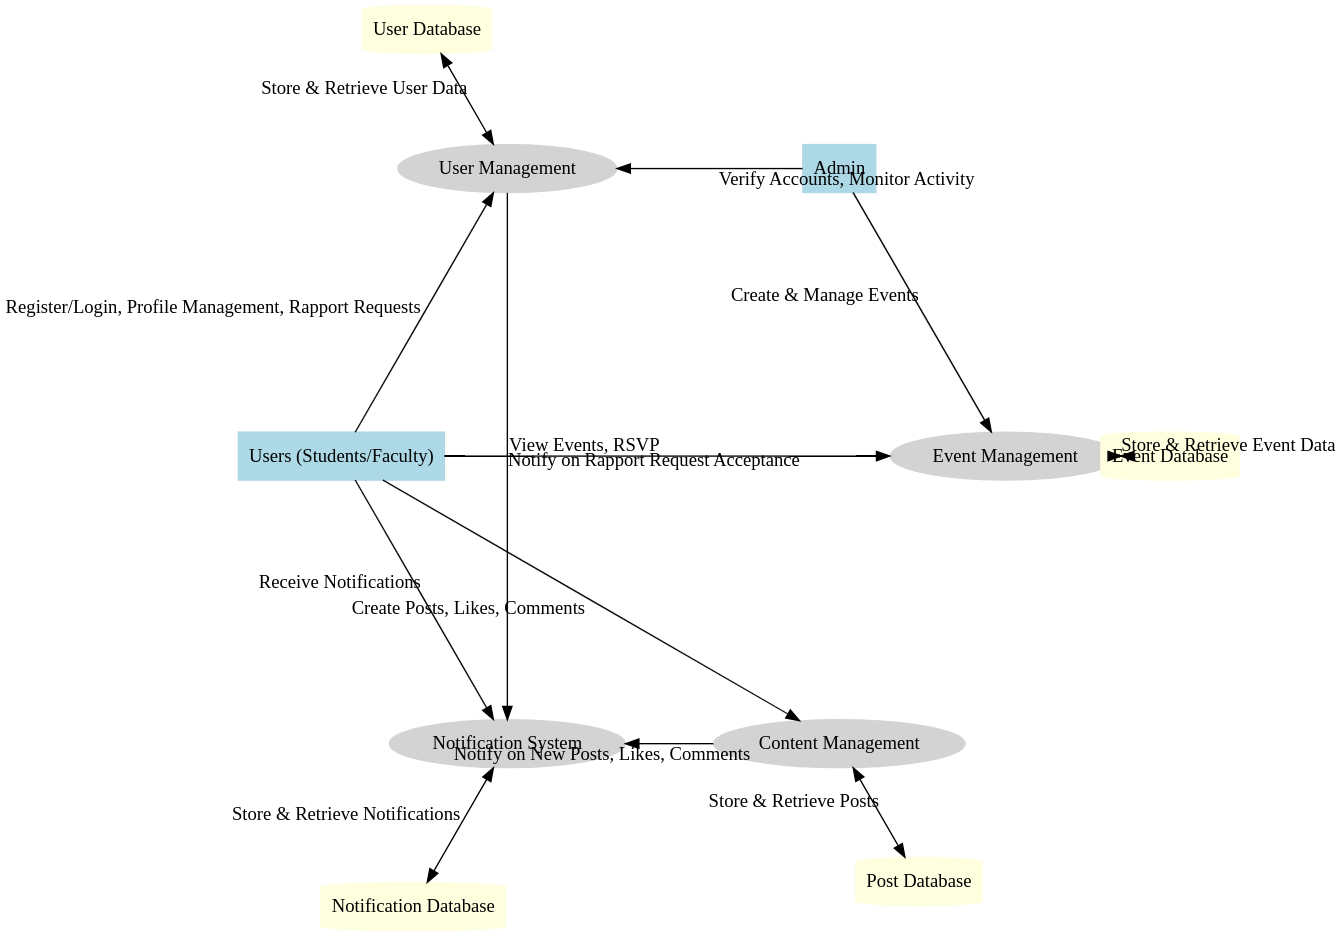 User Database
Store & Retrieve User Data
User Management
Admin
Verify Accounts, Monitor Activity
Create & Manage Events
Register/Login, Profile Management, Rapport Requests
Users (Students/Faculty)
View Events, RSVP
Notify on Rapport Request Acceptance
Event Management
Store & Retrieve Event Data
Event Database
Receive Notifications
Create Posts, Likes, Comments
Notification System
Notify on New Posts, Likes, Comments
Content Management
Store & Retrieve Notifications
Store & Retrieve Posts
Post Database
Notification Database